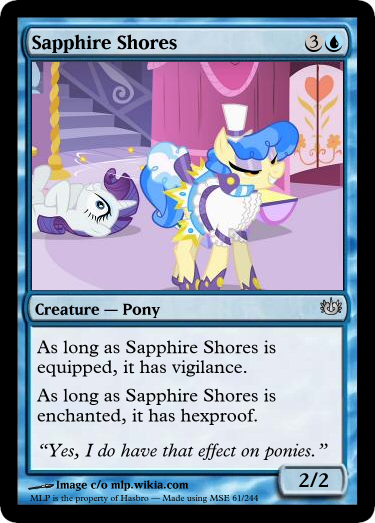 Sapphire Shores 3
Creature — Pony
As long as Sapphire Shores is
equipped, it has vigilance.
As long as Sapphire Shores is
enchanted, it has hexproof.
“Yes, I do have that effect on ponies.”
Image c/o mlp.wikia.com
2/2
MLP is the property of Hasbro — Made using MSE 61/244